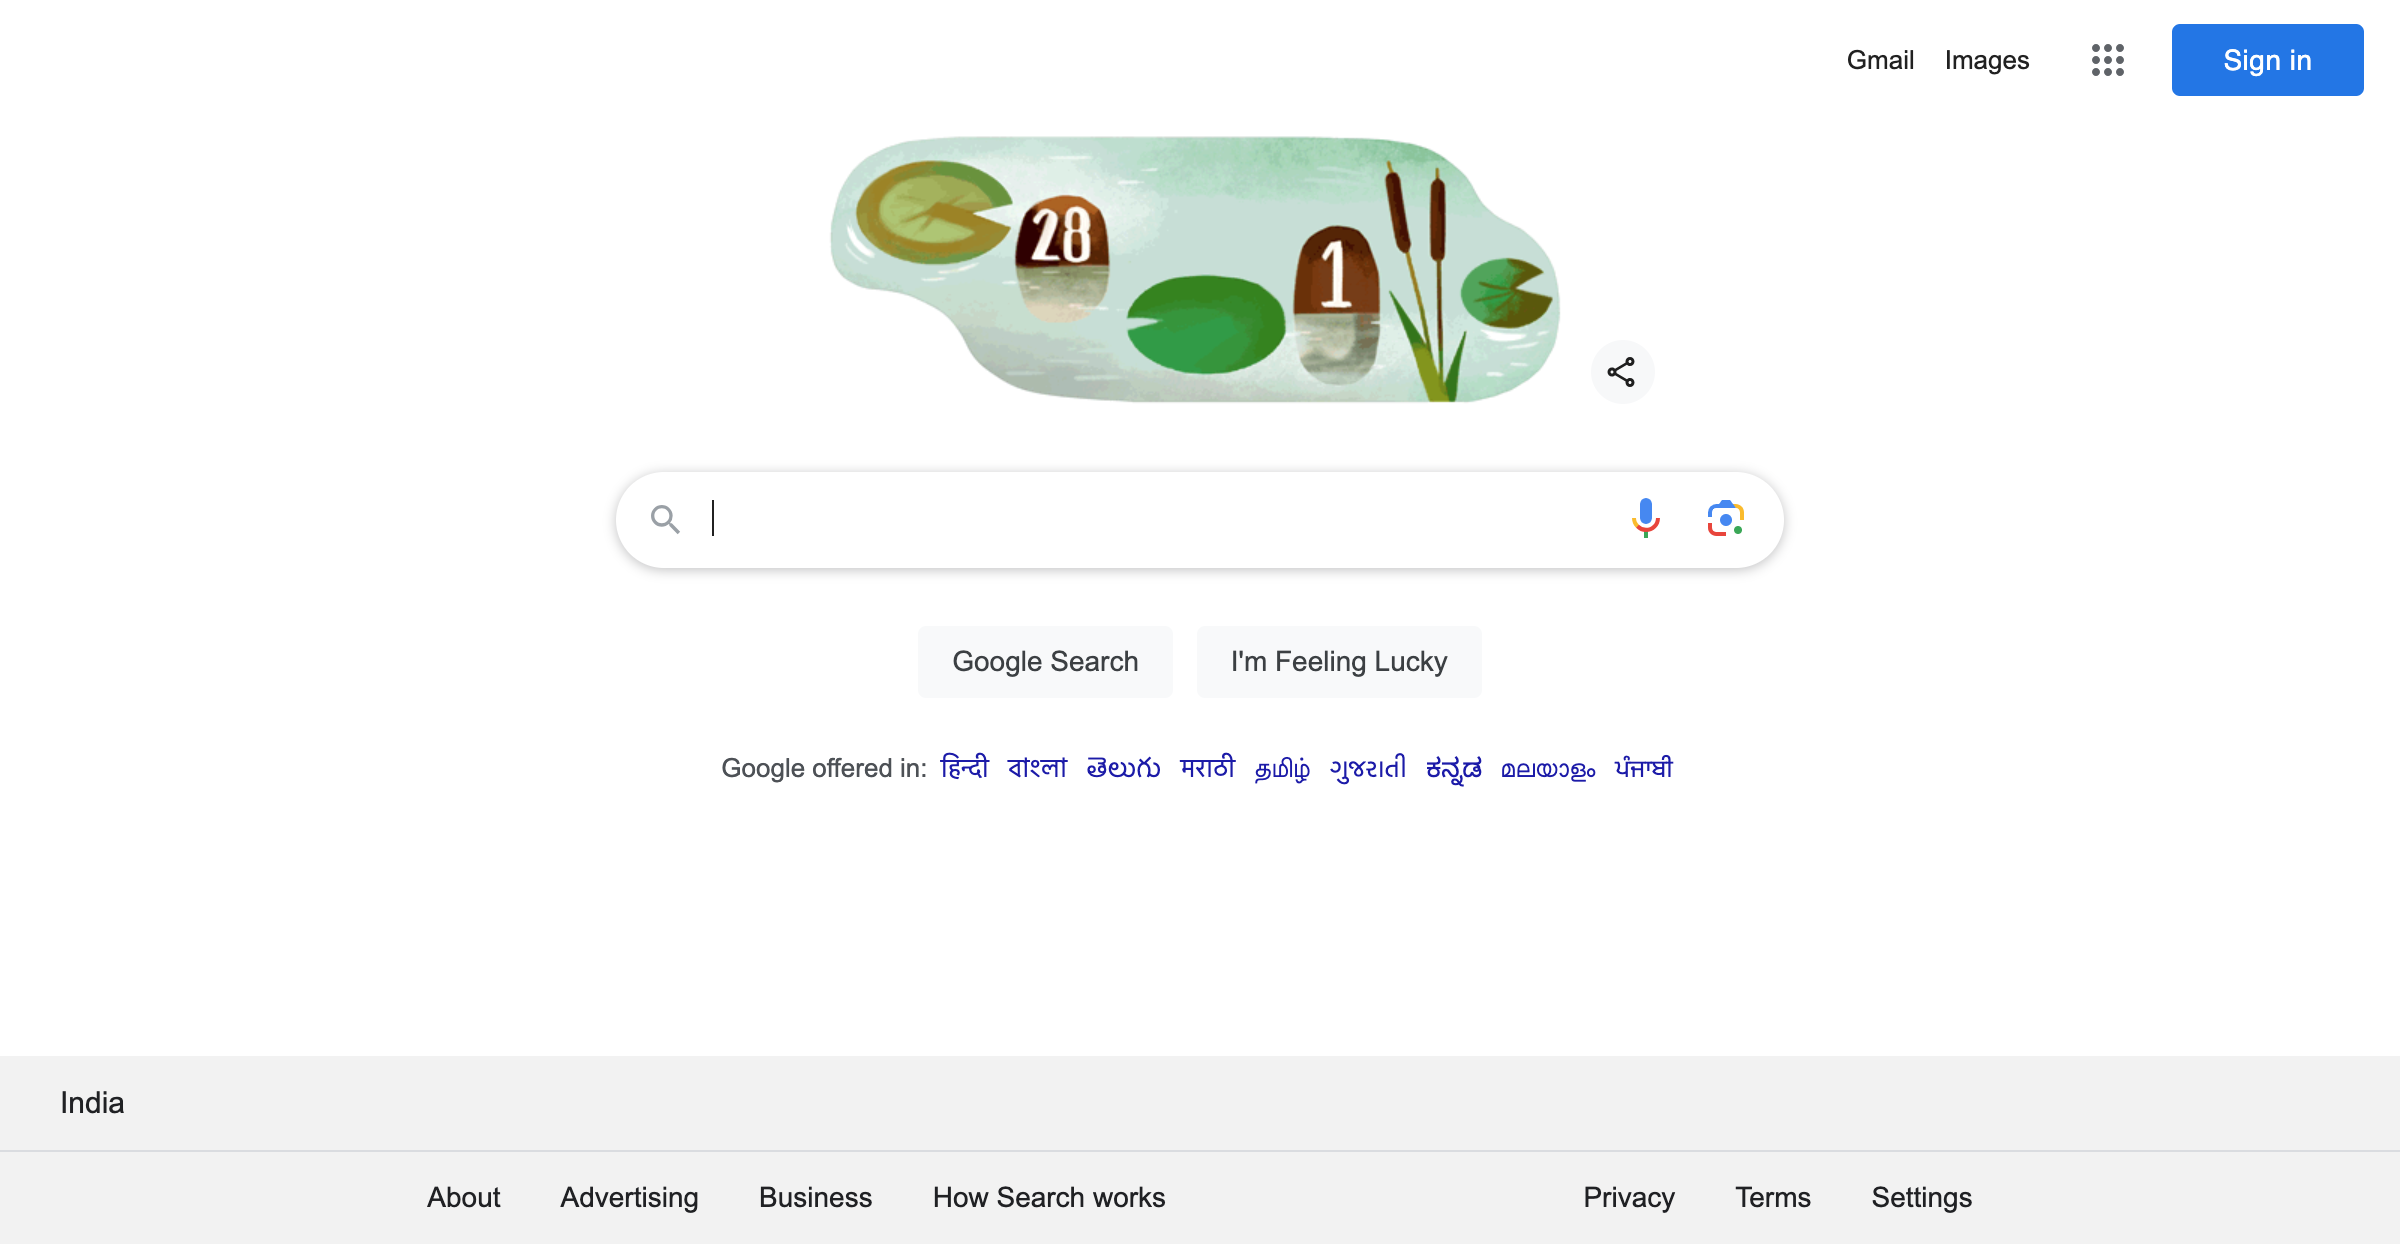 Gmail Images Sign in
28 1
Google Search I'm Feeling Lucky
Google offered in: हिन्दी বাংলা తెలుగు मराठी தமிழ் ગુજરાતી ಕನ್ನಡ മലയാളം ਪੰਜਾਬੀ
India
About Advertising Business How Search works Privacy Terms Settings